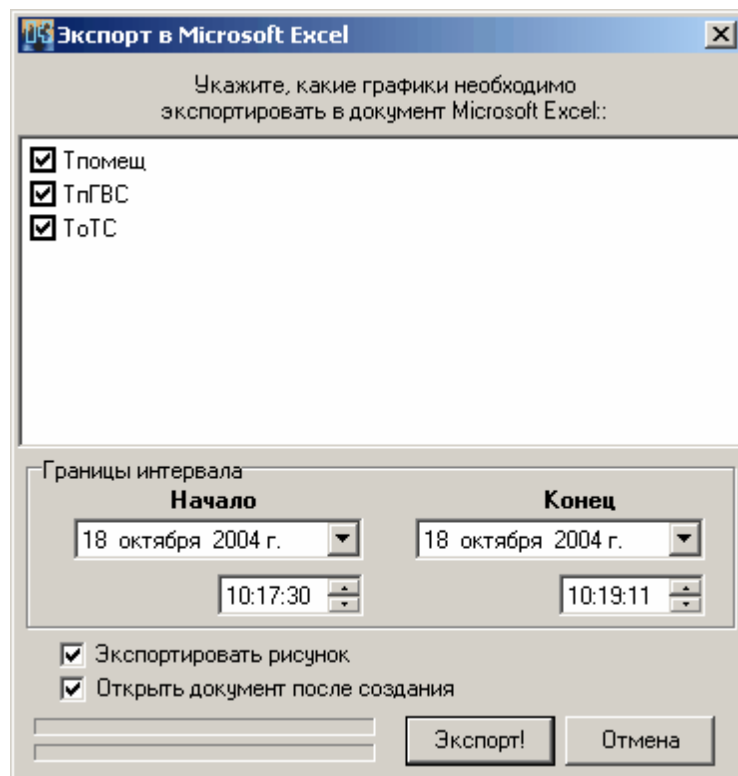 Экспорт в Microsoft Excel
Укажите, какие графики необходимо
экспортировать в документ Microsoft Excel::
Тпомещ
ТпГВС
ТоТС
Границы интервала
Начало Конец
18 октября 2004 г. 18 октября 2004 г.
10:17:30 10:19:11
Экспортировать рисунок
Открыть документ после создания
Экспорт! Отмена